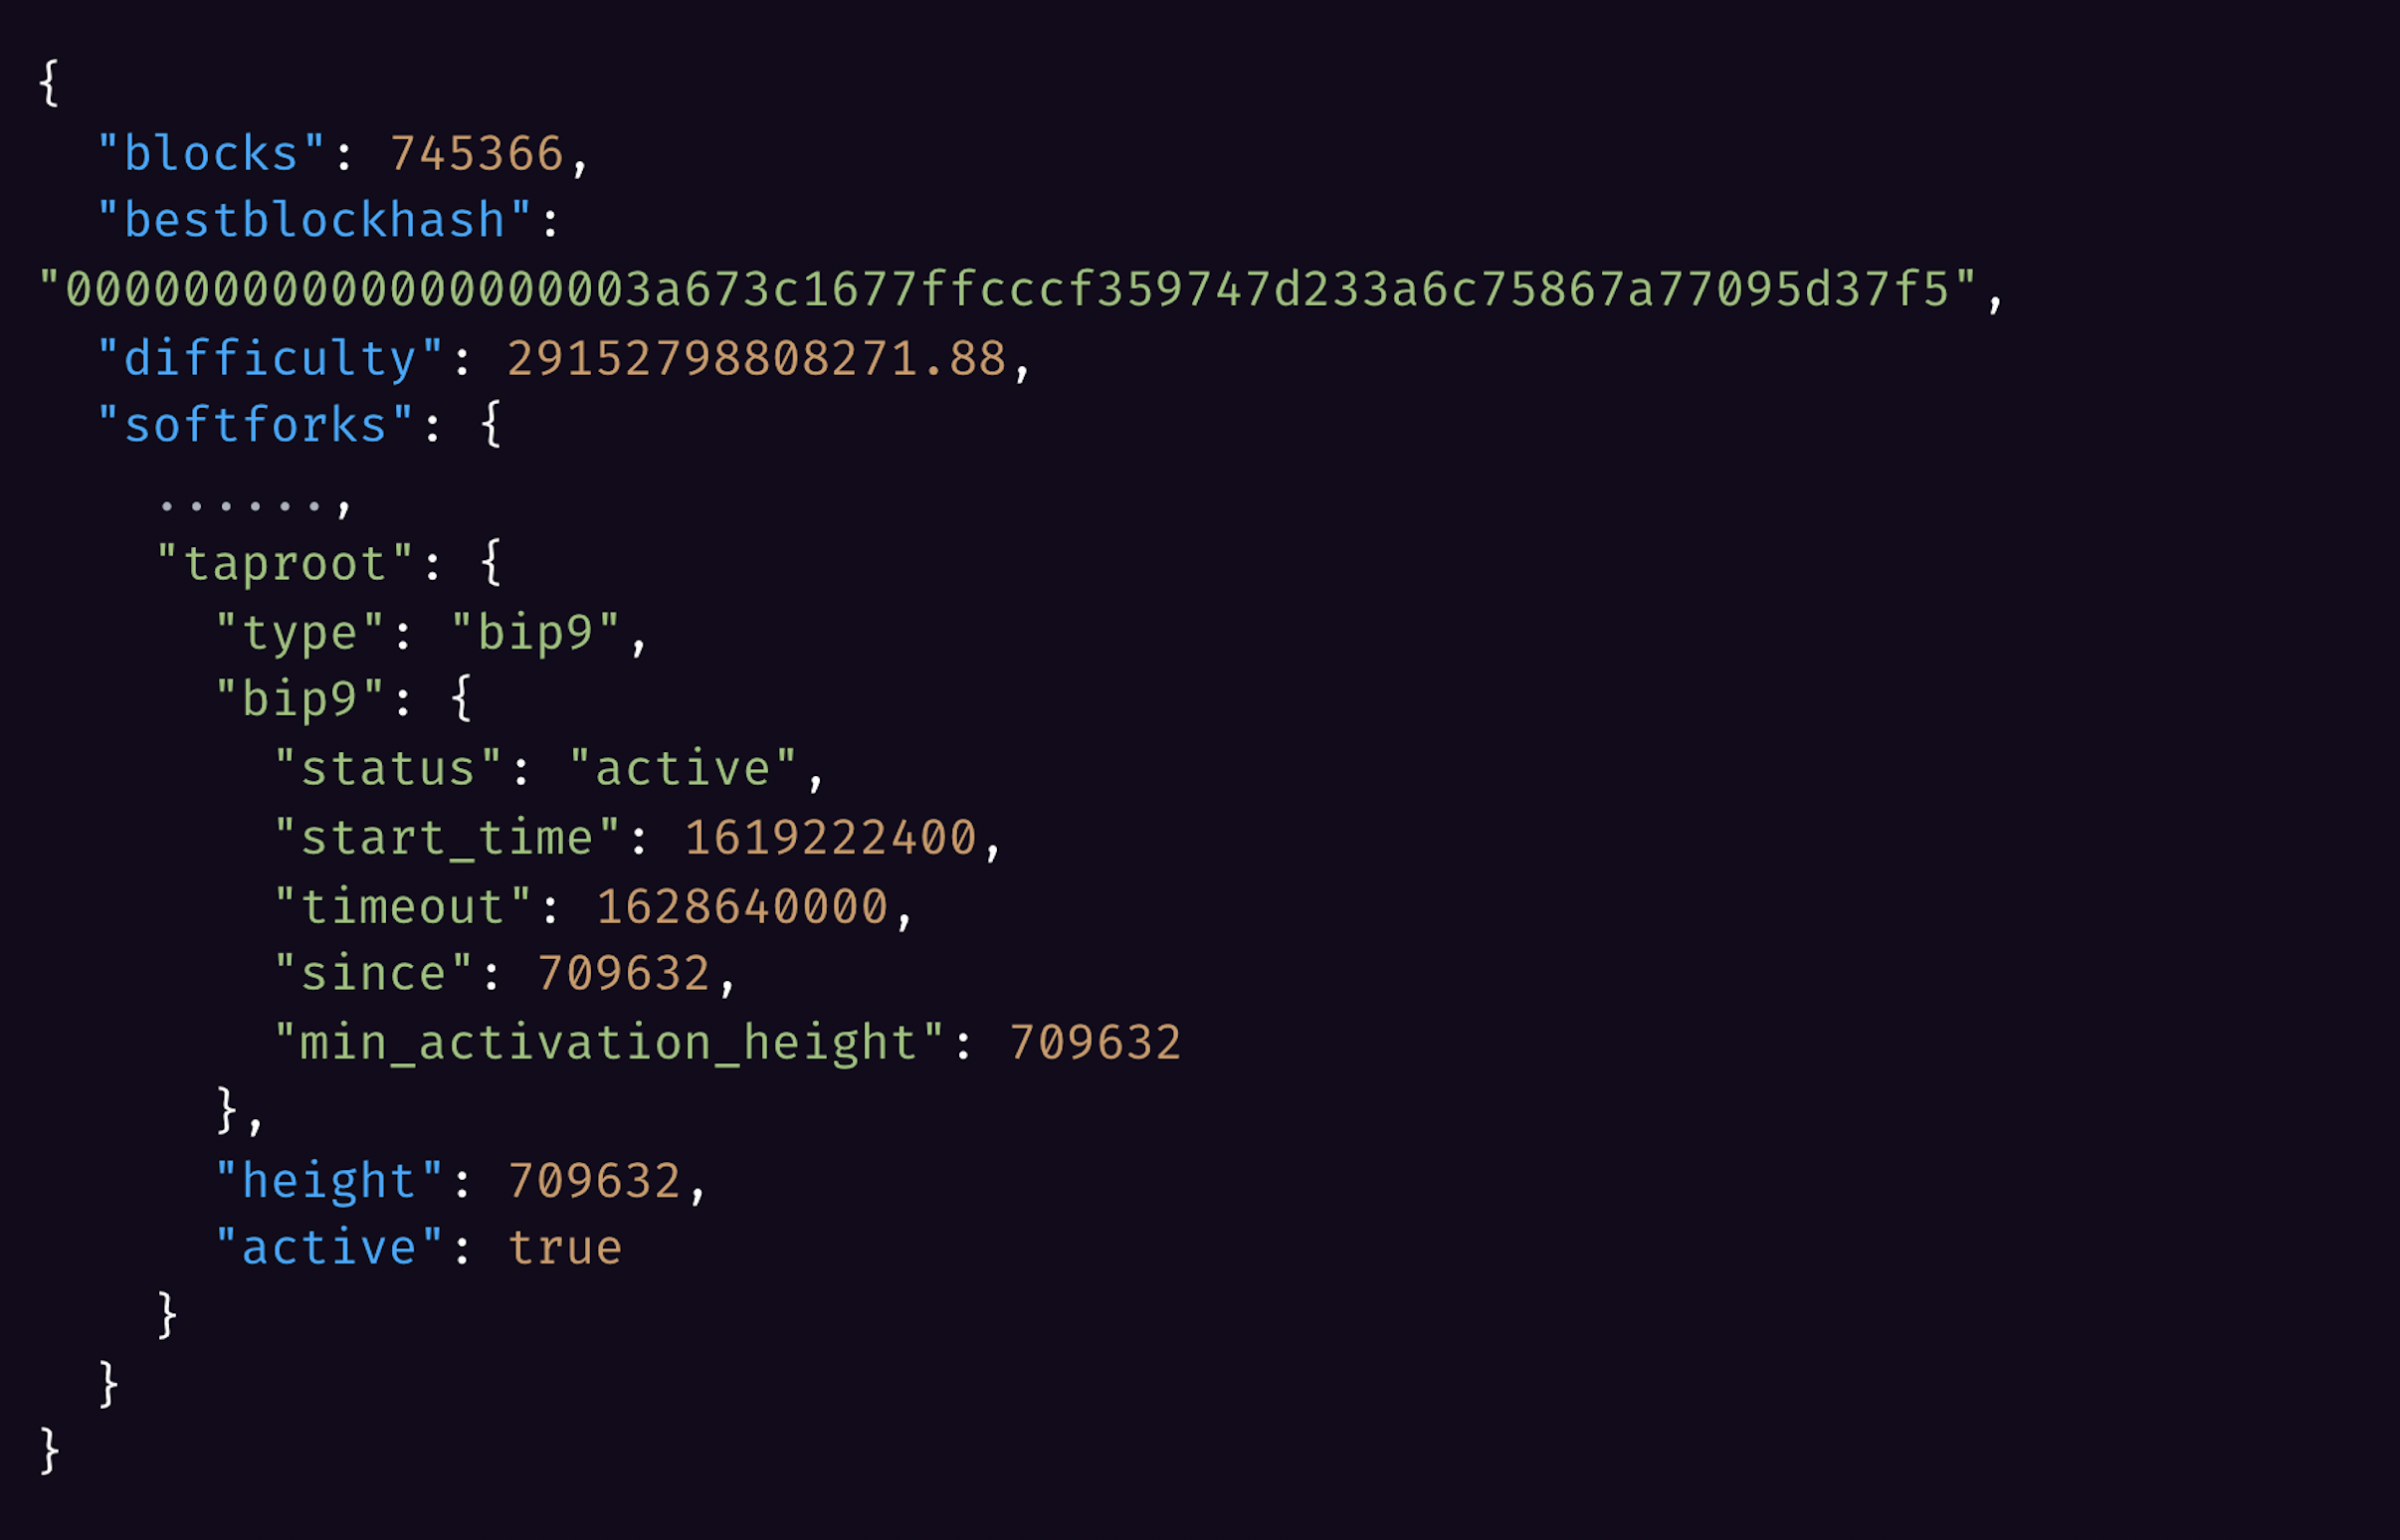 {
"blocks": 745366,
"bestblockhash":
"00000000000000000003a673c1677ffcccf359747d233a6c75867a77095d37f5",
"difficulty": 29152798808271.88,
"softforks": {
......,
"taproot": {
"type": "bip9",
"bip9": {
"status": "active",
"start_time": 1619222400,
"timeout": 1628640000,
"since": 709632,
"min_activation_height": 709632
},
"height": 709632,
"active": true
}
}
}